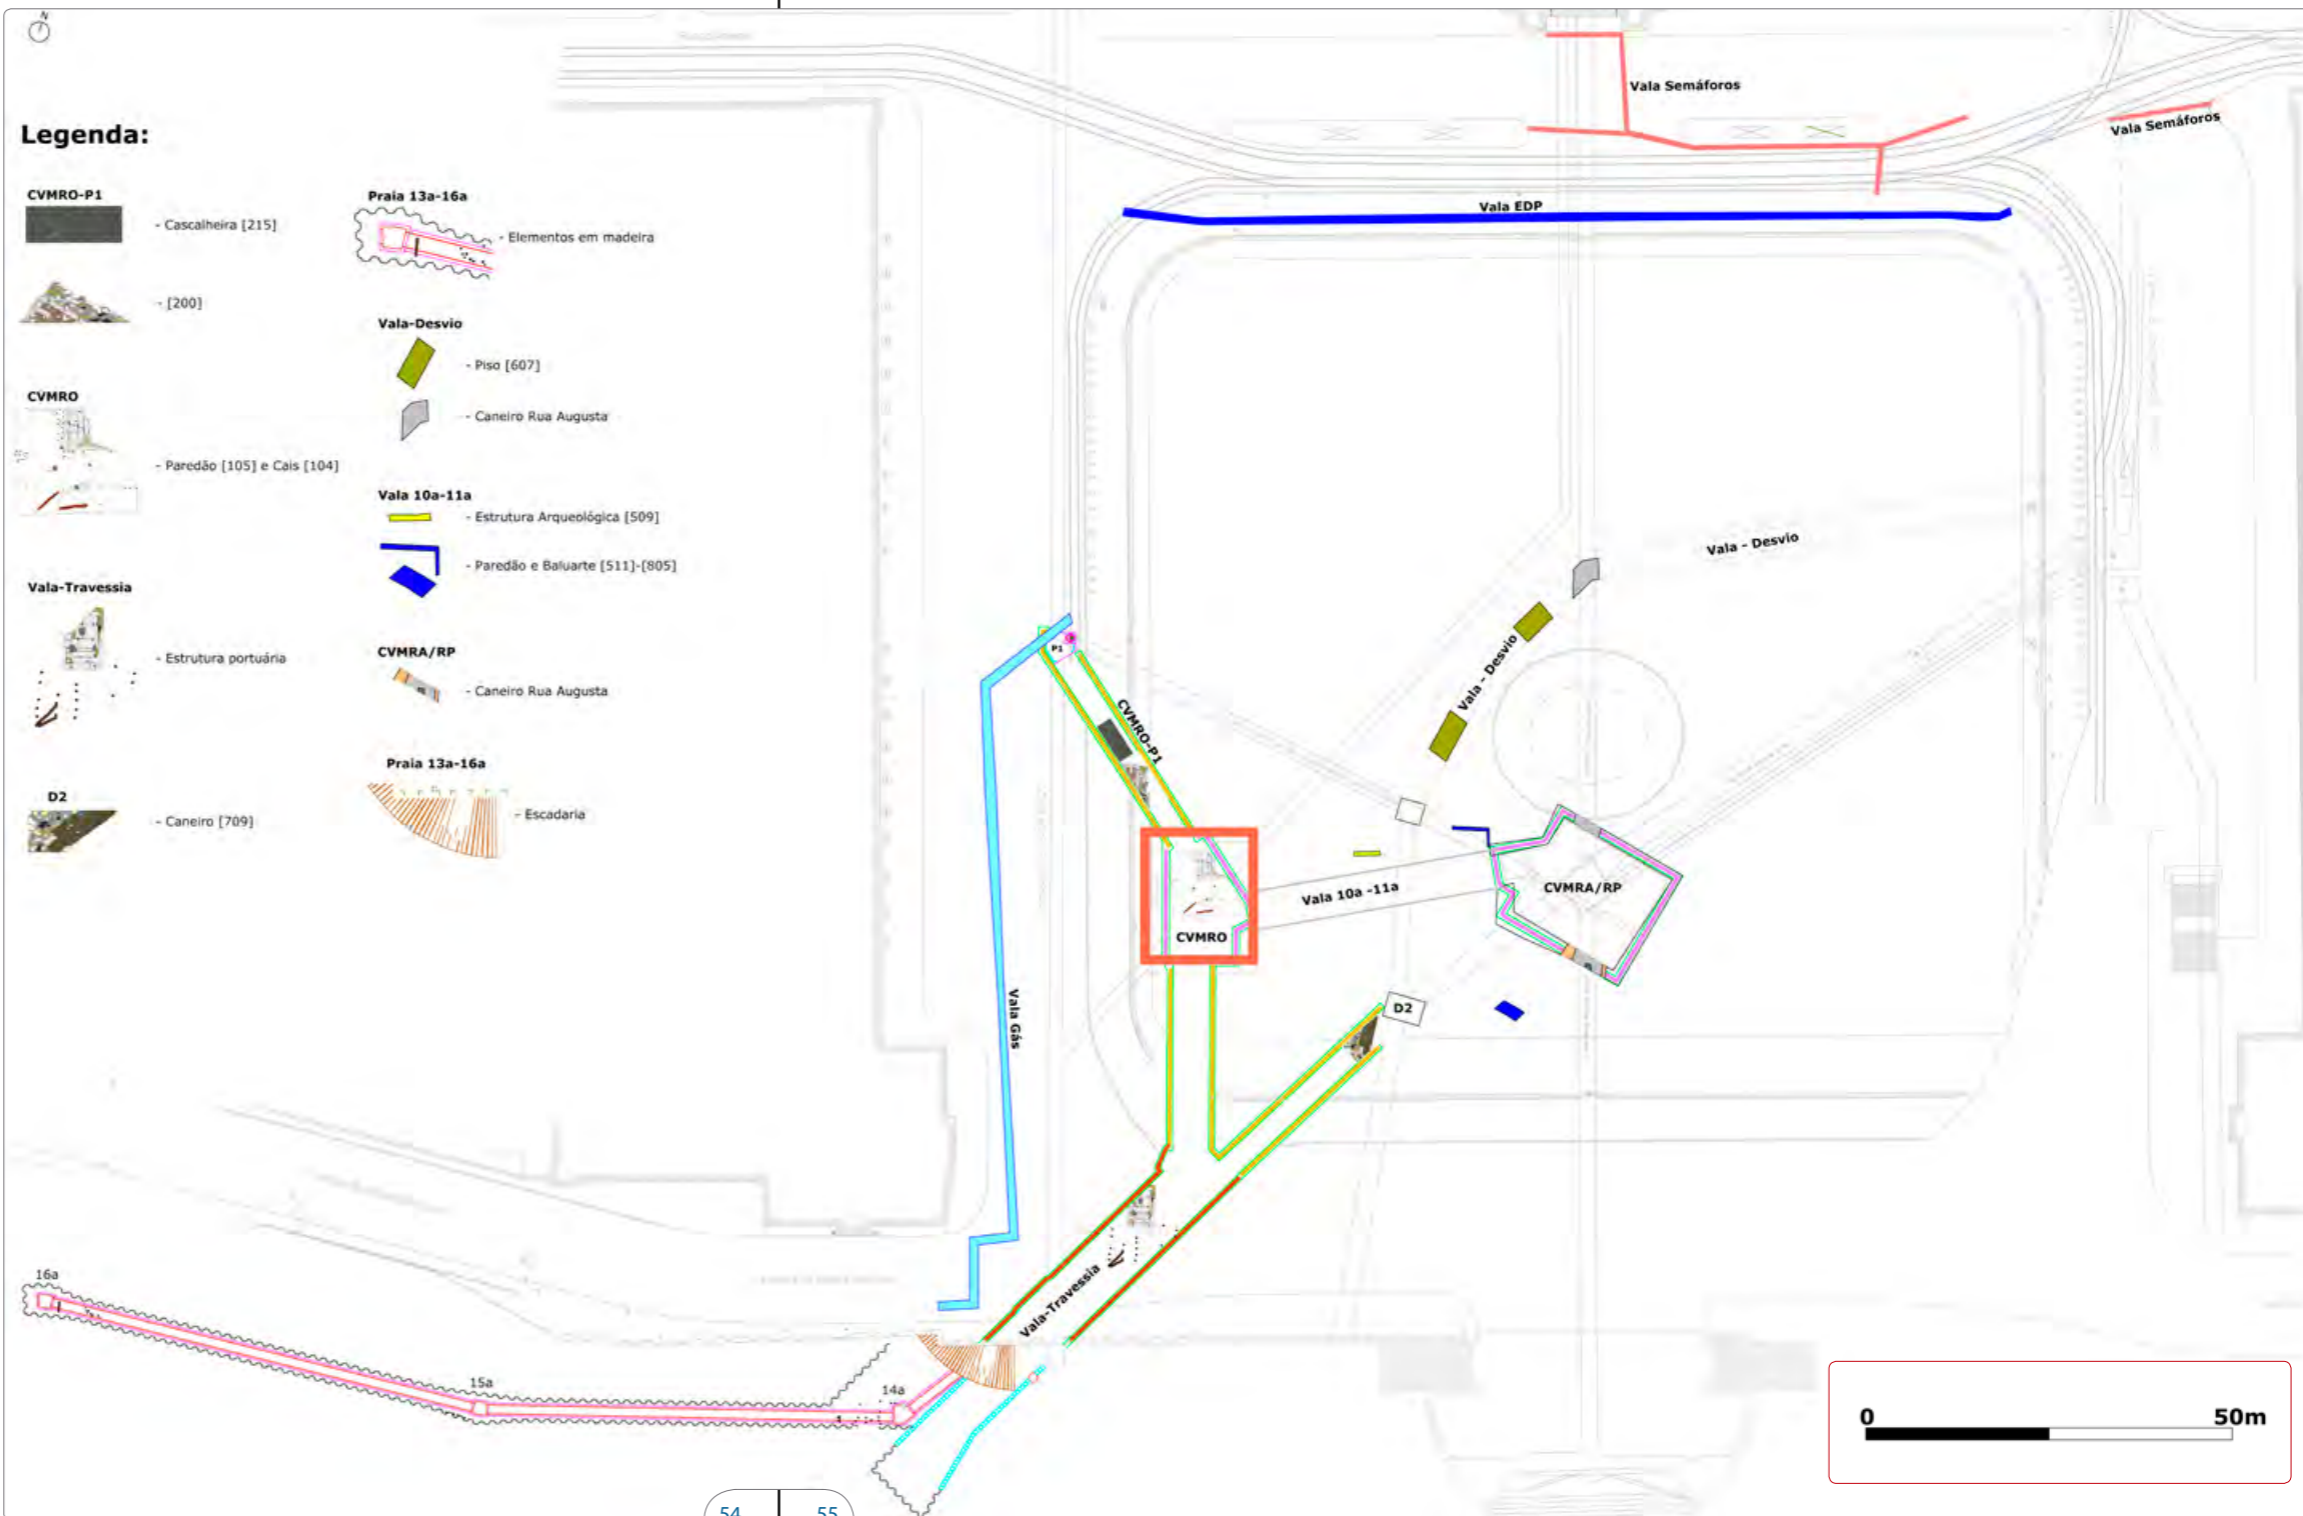 N
Legenda:
CVMRO-P1
- Cascalheira [215]
- [200]
CVMRO
- Paredão [105] e Cais [104]
Vala-Travessia
- Estrutura portuária
D2
- Caneiro [709]
Praia 13a-16a
- Elementos em madeira
Vala-Desvio
- Piso [607]
- Caneiro Rua Augusta
Vala 10a-11a
- Estrutura Arqueológica [509]
- Paredão e Baluarte [511]-[805]
CVMRA/RP
- Caneiro Rua Augusta
Praia 13a-16a
- Escadaria
Vala Semáforos
Vala Semáforos
Vala EDP
Vala - Desvio
Vala - Desvio
P1
CVMRO-P1
CVMRO
Vala 10a -11a
CVMRA/RP
D2
Vala Gás
Vala-Travessia
16a
15a
14a
0 50m
54 55